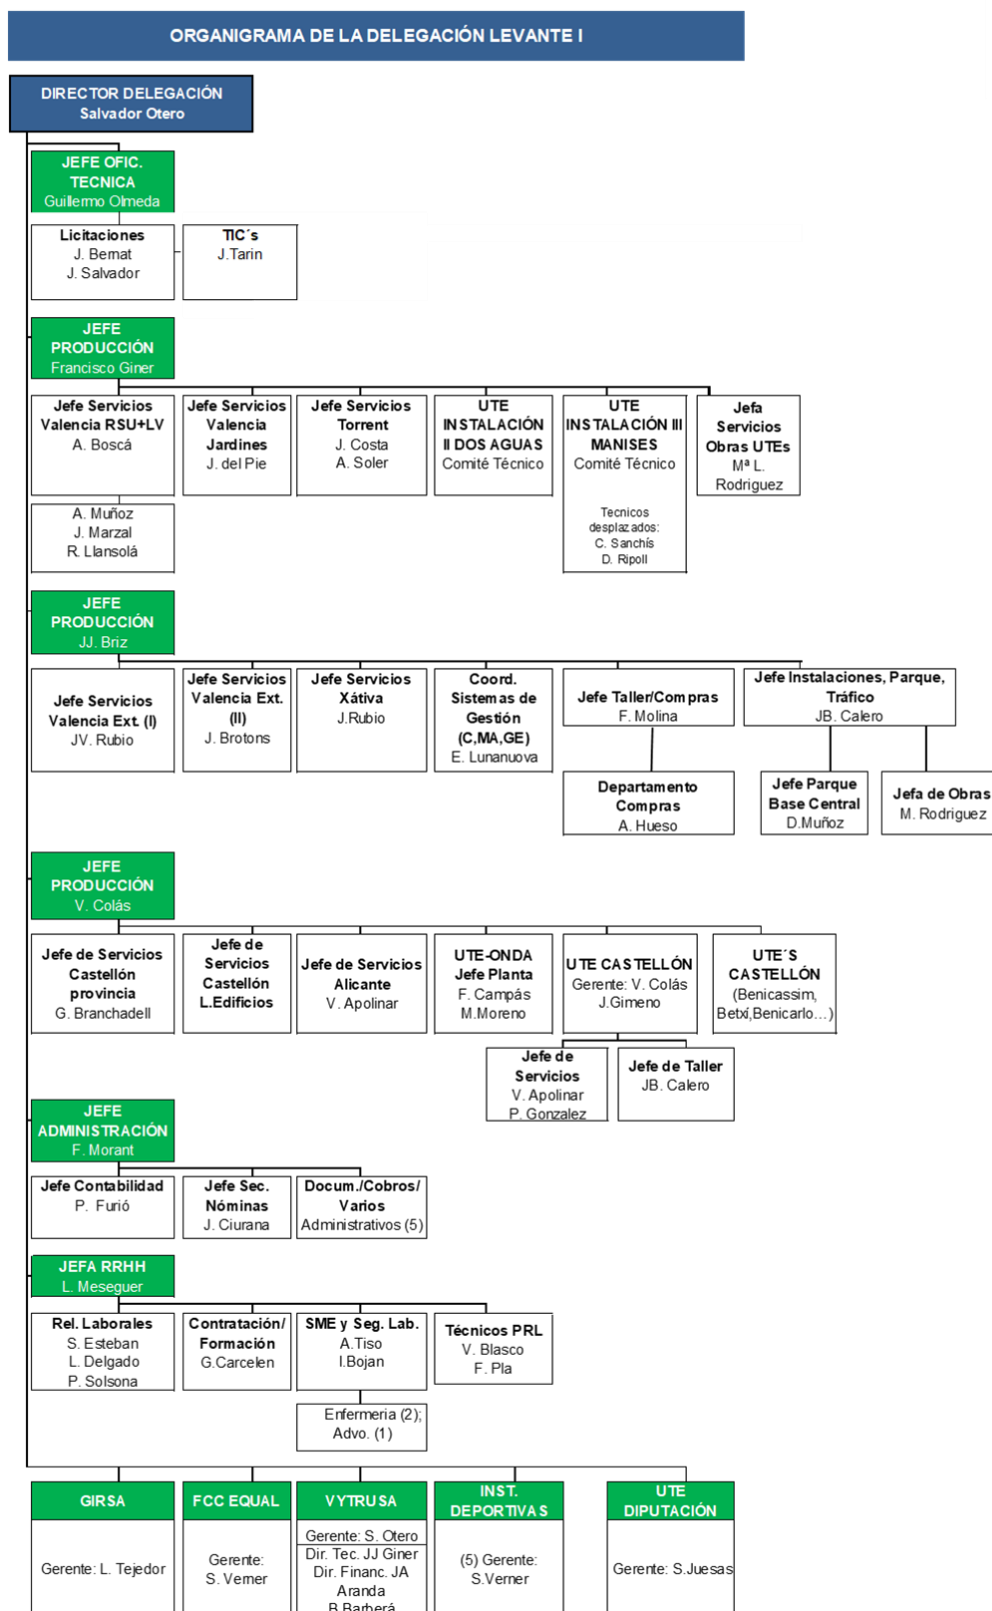 ORGANIGRAMA DE LA DELEGACIÓN LEVANTE I
DIRECTOR DELEGACIÓN
Salvador Otero
JEFE OFIC.
TECNICA
Guillermo Olmeda
Licitaciones
J. Bernat
J. Salvador
TIC´s
J.Tarin
JEFE
PRODUCCIÓN
Francisco Giner
Jefe Servicios
Valencia RSU+LV
A. Boscá
Jefe Servicios
Valencia
Jardines
J. del Pie
Jefe Servicios
Torrent
J. Costa
A. Soler
UTE
INSTALACIÓN
II DOS AGUAS
Comité Técnico
UTE
INSTALACIÓN III
MANISES
Comité Técnico
Tecnicos
desplazados:
C. Sanchís
D. Ripoll
Jefa
Servicios
Obras UTEs
Mª L.
Rodriguez
A. Muñoz
J. Marzal
R. Llansolá
JEFE
PRODUCCIÓN
JJ. Briz
Jefe Servicios
Valencia Ext. (I)
JV. Rubio
Jefe Servicios
Valencia Ext.
(II)
J. Brotons
Jefe Servicios
Xátiva
J.Rubio
Coord.
Sistemas de
Gestión
(C,MA,GE)
E. Lunanuova
Jefe Taller/Compras
F. Molina
Jefe Instalaciones, Parque,
Tráfico
JB. Calero
Departamento
Compras
A. Hueso
Jefe Parque
Base Central
D.Muñoz
Jefa de Obras
M. Rodriguez
JEFE
PRODUCCIÓN
V. Colás
Jefe de Servicios
Castellón
provincia
G. Branchadell
Jefe de
Servicios
Castellón
L.Edificios
Jefe de Servicios
Alicante
V. Apolinar
UTE-ONDA
Jefe Planta
F. Campás
M.Moreno
UTE CASTELLÓN
Gerente: V. Colás
J.Gimeno
UTE´S
CASTELLÓN
(Benicassim,
Betxí,Benicarlo...)
Jefe de
Servicios
V. Apolinar
P. Gonzalez
Jefe de Taller
JB. Calero
JEFE
ADMINISTRACIÓN
F. Morant
Jefe Contabilidad
P. Furió
Jefe Sec.
Nóminas
J. Ciurana
Docum./Cobros/
Varios
Administrativos (5)
JEFA RRHH
L. Meseguer
Rel. Laborales
S. Esteban
L. Delgado
P. Solsona
Contratación/
Formación
G.Carcelen
SME y Seg. Lab.
A.Tiso
I.Bojan
Técnicos PRL
V. Blasco
F. Pla
Enfermeria (2);
Advo. (1)
GIRSA
Gerente: L. Tejedor
FCC EQUAL
Gerente:
S. Verner
VYTRUSA
Gerente: S. Otero
Dir. Tec. JJ Giner
Dir. Financ. JA
Aranda
B.Barberá
INST.
DEPORTIVAS
(5) Gerente:
S.Verner
UTE
DIPUTACIÓN
Gerente: S.Juesas